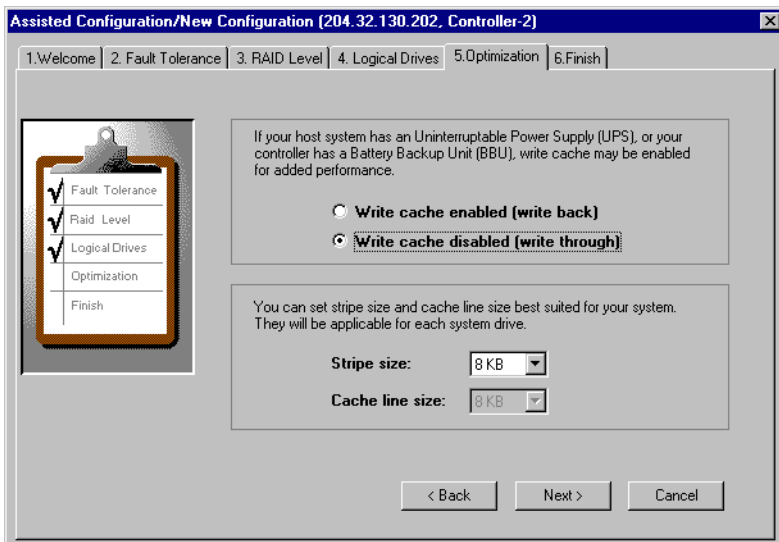 Assisted Configuration/New Configuration (204.32.130.202, Controller-2)
1.Welcome 2. Fault Tolerance 3. RAID Level 4. Logical Drives 5.Optimization 6.Finish
Fault Tolerance
Raid Level
Logical Drives
Optimization
Finish
If your host system has an Uninterruptable Power Supply (UPS), or your
controller has a Battery Backup Unit (BBU), write cache may be enabled
for added performance.
Write cache enabled (write back)
Write cache disabled (write through)
You can set stripe size and cache line size best suited for your system.
They will be applicable for each system drive.
Stripe size: 8 KB
Cache line size: 8 KB
< Back Next > Cancel